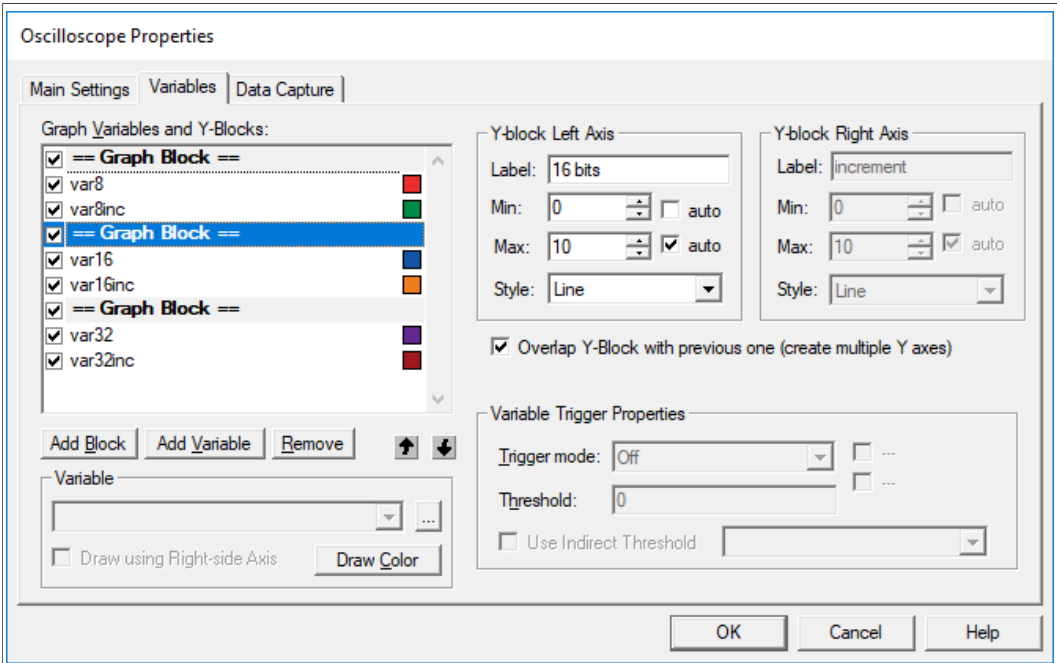 Oscilloscope Properties
Main Settings Variables Data Capture
Graph Variables and Y-Blocks:
== Graph Block ==
var8
var8inc
== Graph Block ==
var16
var16inc
== Graph Block ==
var32
var32inc
Add Block Add Variable Remove
Variable
...
Draw using Right-side Axis Draw Color
Y-block Left Axis
Label: 16 bits
Min: 0 auto
Max: 10 auto
Style: Line
Y-block Right Axis
Label: increment
Min: 0 auto
Max: 10 auto
Style: Line
Overlap Y-Block with previous one (create multiple Y axes)
Variable Trigger Properties
Trigger mode: Off ---
Threshold: 0 ---
Use Indirect Threshold
OK Cancel Help